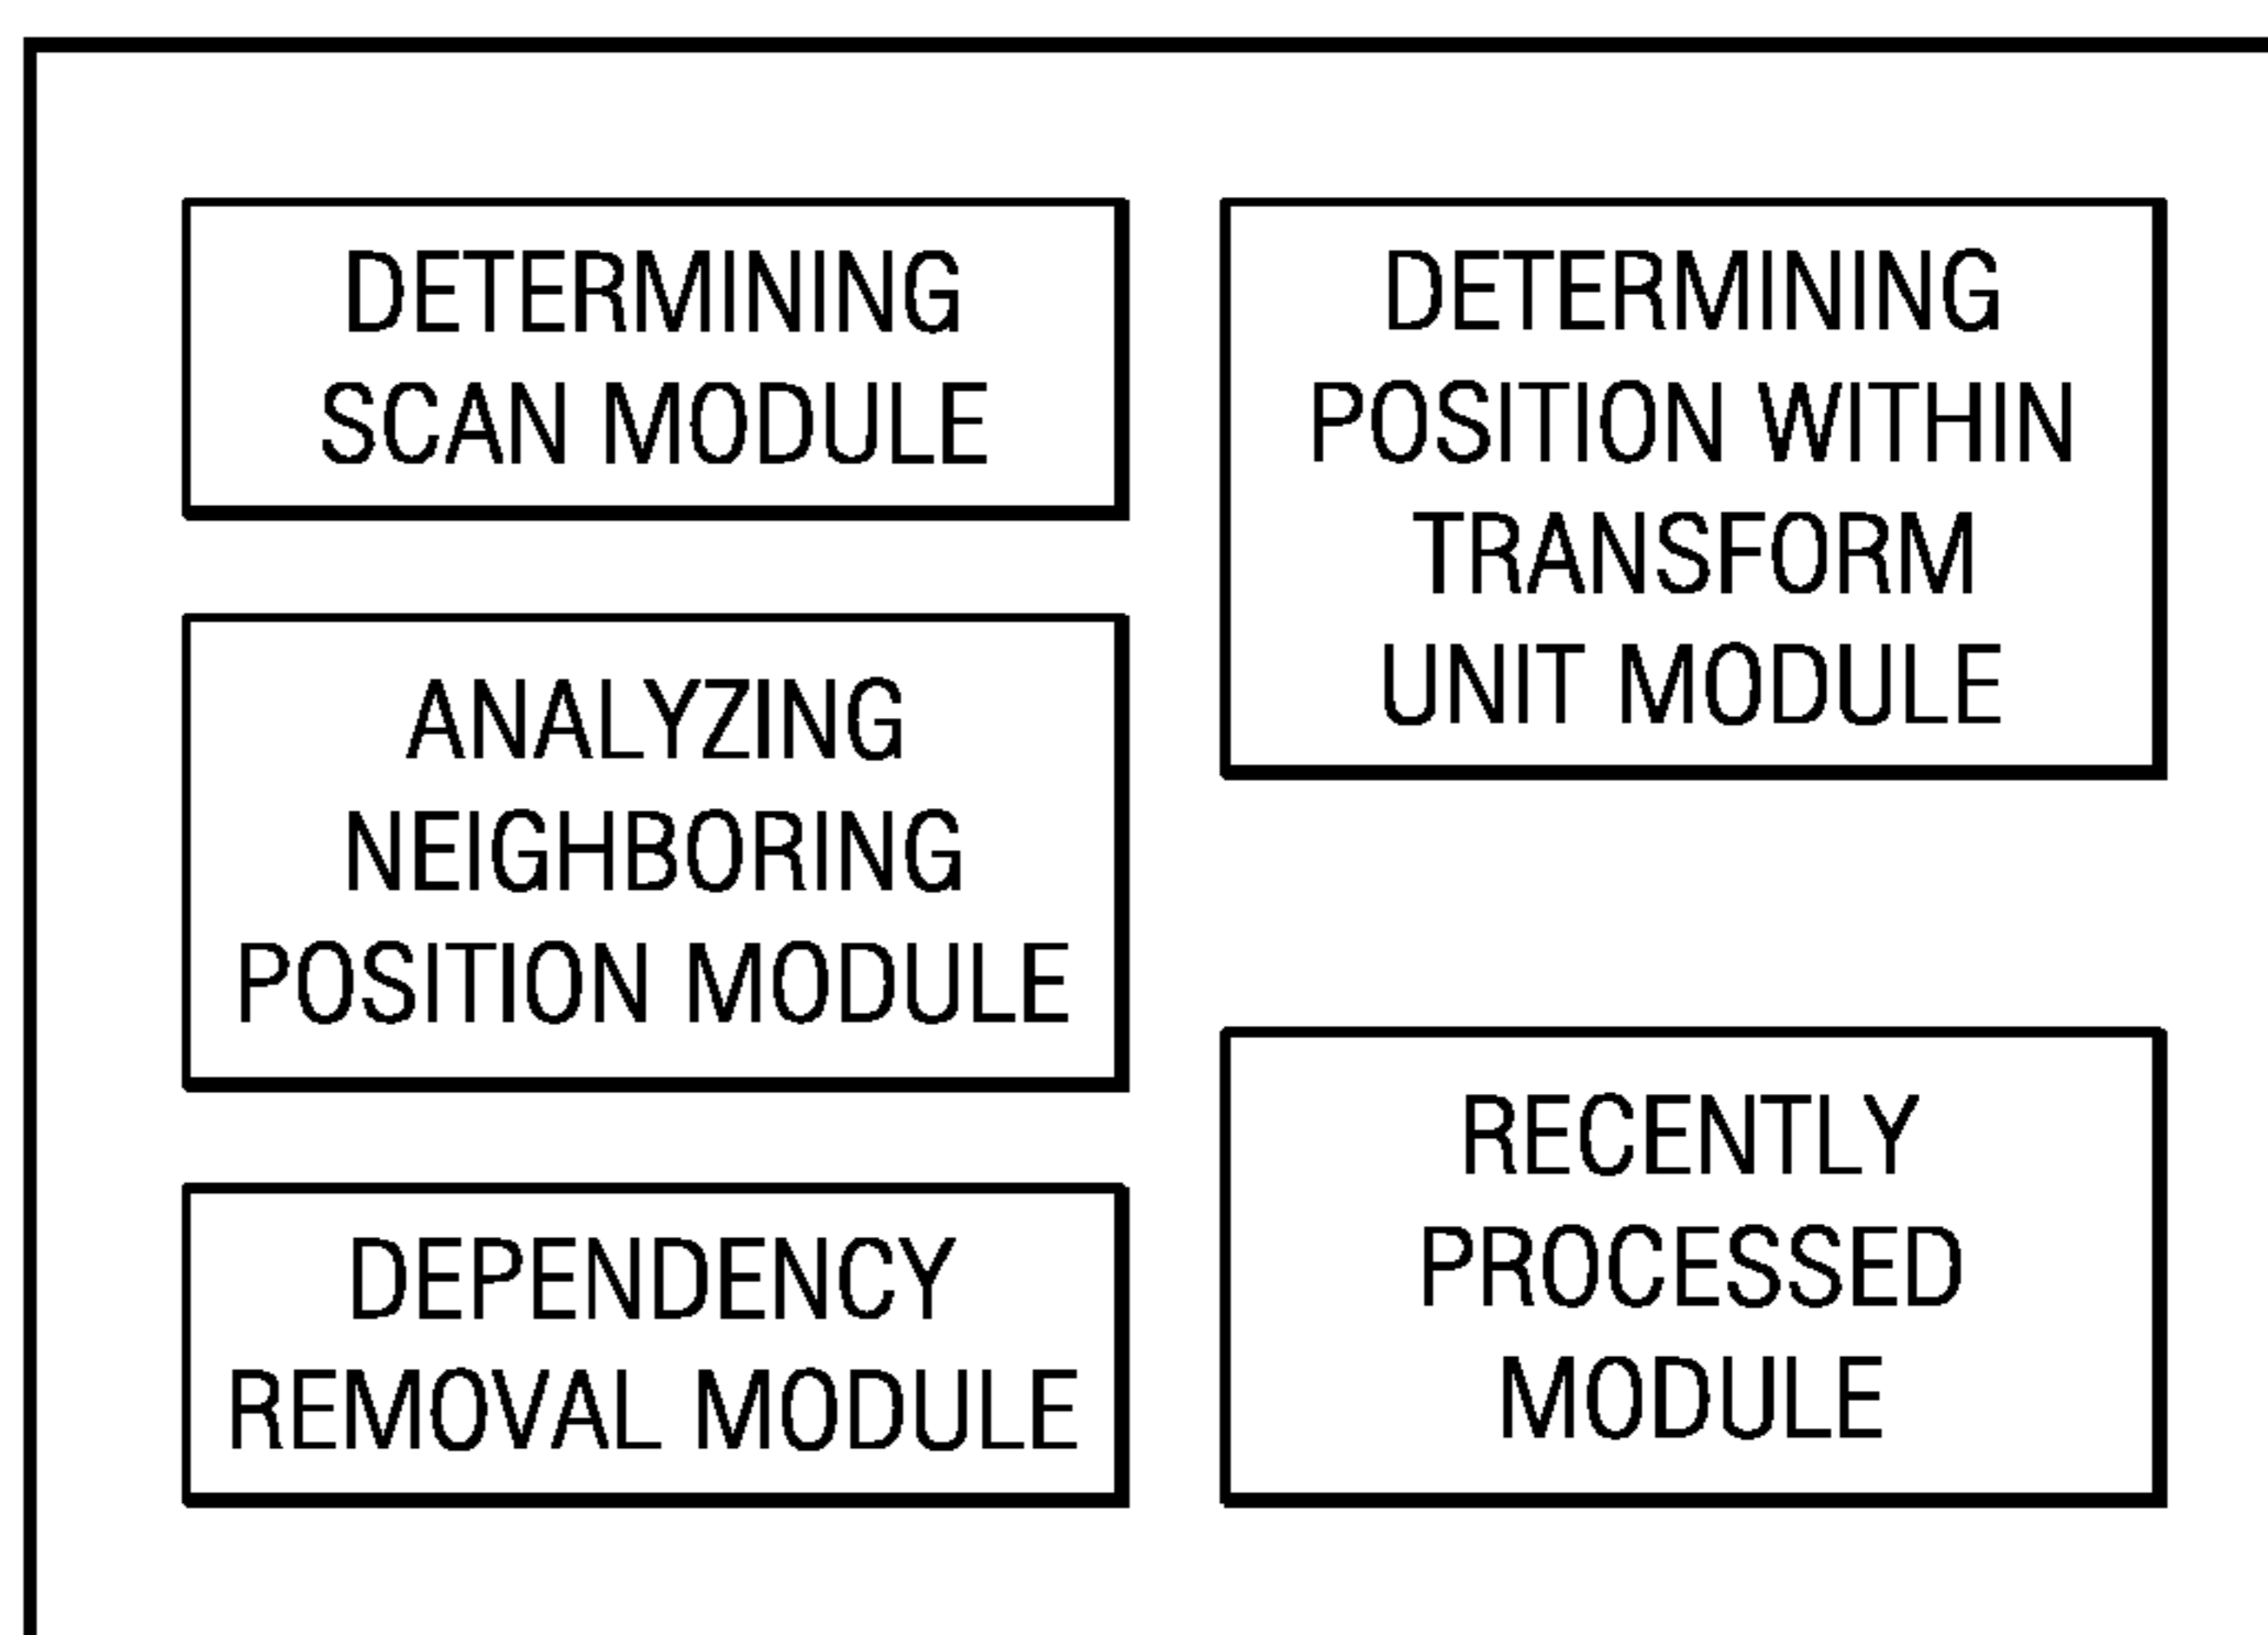 DETERMINING
SCAN MODULE
ANALYZING
NEIGHBORING
POSITION MODULE
DEPENDENCY
REMOVAL MODULE
DETERMINING
POSITION WITHIN
TRANSFORM
UNIT MODULE
RECENTLY
PROCESSED
MODULE